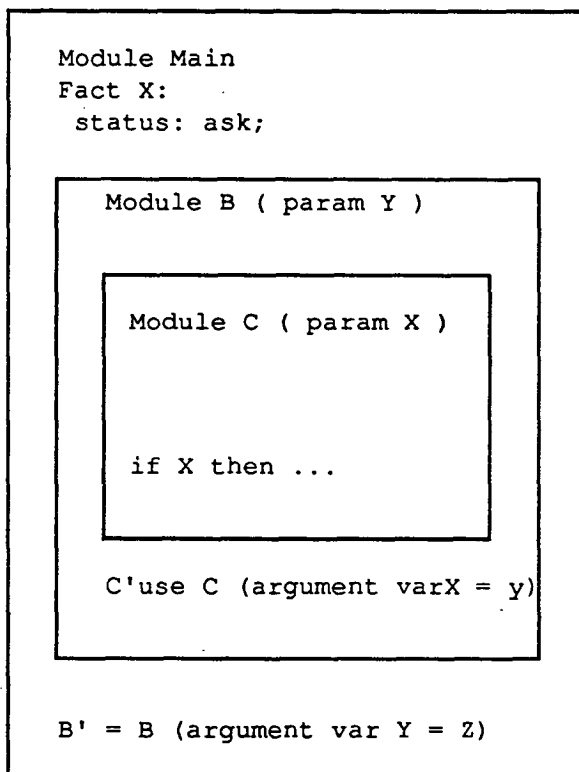 Module Main
Fact X:
status: ask;
Module B ( param Y )
Module C ( param X )
if X then ...
C'use C (argument varX = y)
B' = B (argument var Y = Z)